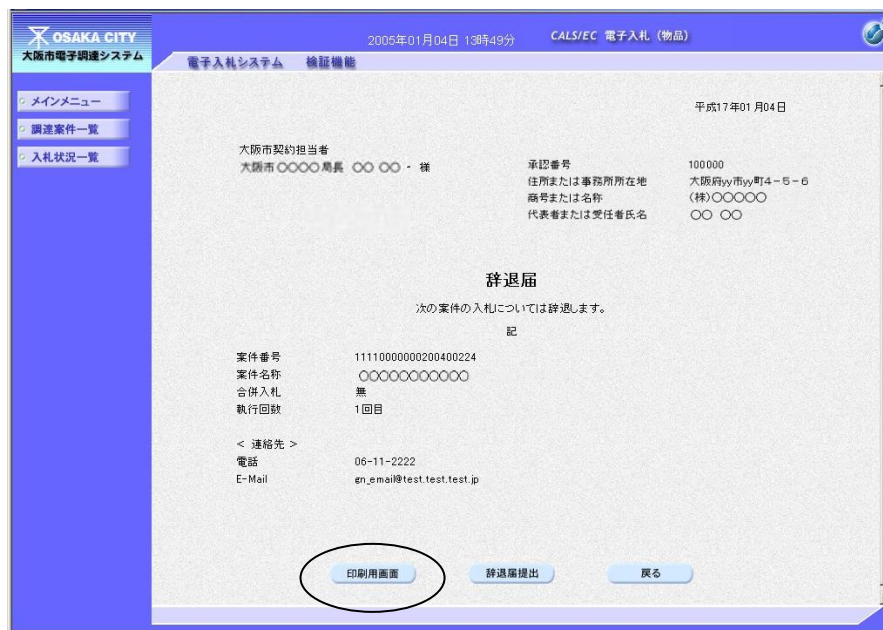 OSAKA CITY
大阪市電子調達システム
2005年01月04日 13時49分
CALS/EC 電子入札（物品）
電子入札システム 検証機能
メインメニュー
調達案件一覧
入札状況一覧
平成17年01月04日
大阪市契約担当者
大阪市○○○○局長 ○○ ○○ - 様
承認番号 100000
住所または事務所所在地 大阪府yy市yy町4-5-6
商号または名称 (株)○○○○○
代表者または受任者氏名 ○○ ○○
辞退届
次の案件の入札については辞退します。
記
案件番号 11110000000200400224
案件名称 ○○○○○○○○○○○
合併入札 無
執行回数 1回目
< 連絡先 >
電話 06-11-2222
E-Mail gn_email@test.test.test.jp
印刷用画面 辞退届提出 戻る